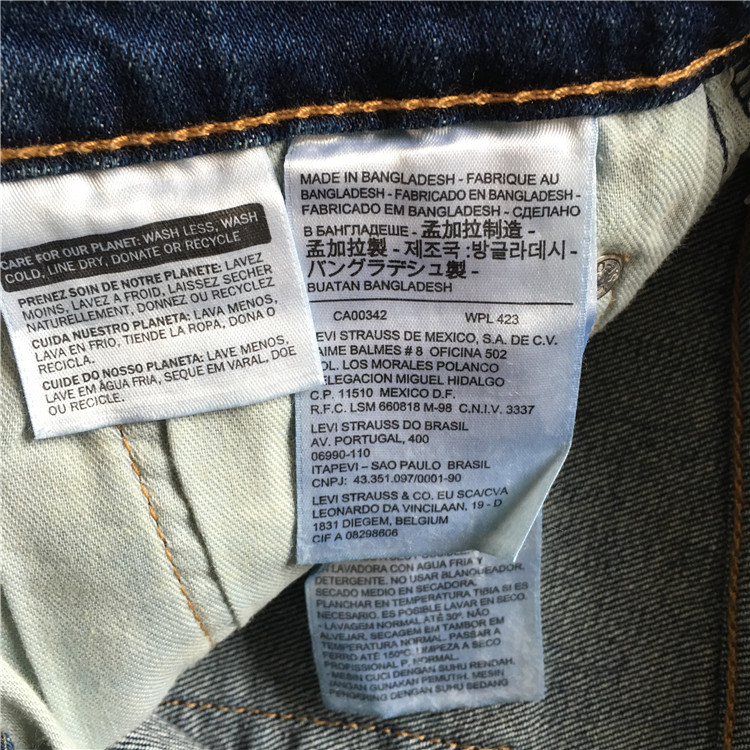 CARE FOR OUR PLANET: WASH LESS, WASH
COLD, LINE DRY, DONATE OR RECYCLE
PRENEZ SOIN DE NOTRE PLANETE: LAVEZ
MOINS, LAVEZ A FROID, LAISSEZ SECHER
NATURELLEMENT, DONNEZ OU RECYCLEZ
CUIDA NUESTRO PLANETA: LAVA MENOS,
LAVA EN FRIO, TIENDE LA ROPA, DONA O
RECICLA.
CUIDE DO NOSSO PLANETA: LAVE MENOS,
LAVE EM ÁGUA FRIA, SEQUE EM VARAL, DOE
OU RECICLE.
MADE IN BANGLADESH - FABRIQUE AU
BANGLADESH - FABRICADO EN BANGLADESH -
FABRICADO EM BANGLADESH - СДЕЛАНО
В БАНГЛАДЕШЕ - 孟加拉制造 -
孟加拉製 - 제조국 :방글라데시 -
バングラデシュ製 -
BUATAN BANGLADESH
CA00342 WPL 423
LEVI STRAUSS DE MEXICO, S.A. DE C.V.
JAIME BALMES # 8 OFICINA 502
COL. LOS MORALES POLANCO
DELEGACION MIGUEL HIDALGO
C.P. 11510 MEXICO D.F.
R.F.C. LSM 660818 M-98 C.N.I.V. 3337
LEVI STRAUSS DO BRASIL
AV. PORTUGAL, 400
06990-110
ITAPEVI – SAO PAULO BRASIL
CNPJ: 43.351.097/0001-90
LEVI STRAUSS & CO. EU SCA/CVA
LEONARDO DA VINCILAAN, 19 - D
1831 DIEGEM, BELGIUM
CIF A 08298606
EN LAVADORA CON AGUA FRIA Y
DETERGENTE. NO USAR BLANQUEADOR.
SECADO MEDIO EN SECADORA.
PLANCHAR EN TEMPERATURA TIBIA SI ES
NECESARIO. ES POSIBLE LAVAR EN SECO.
- LAVAGEM NORMAL ATÉ 30°. NÃO
ALVEJAR. SECAGEM EM TAMBOR EM
TEMPERATURA NORMAL. PASSAR A
FERRO ATÉ 150°C. LIMPEZA A SECO
PROFISSIONAL P. NORMAL.
- MESIN CUCI DENGAN SUHU RENDAH.
JANGAN GUNAKAN PEMUTIH. MESIN
PENGERING DENGAN SUHU SEDANG